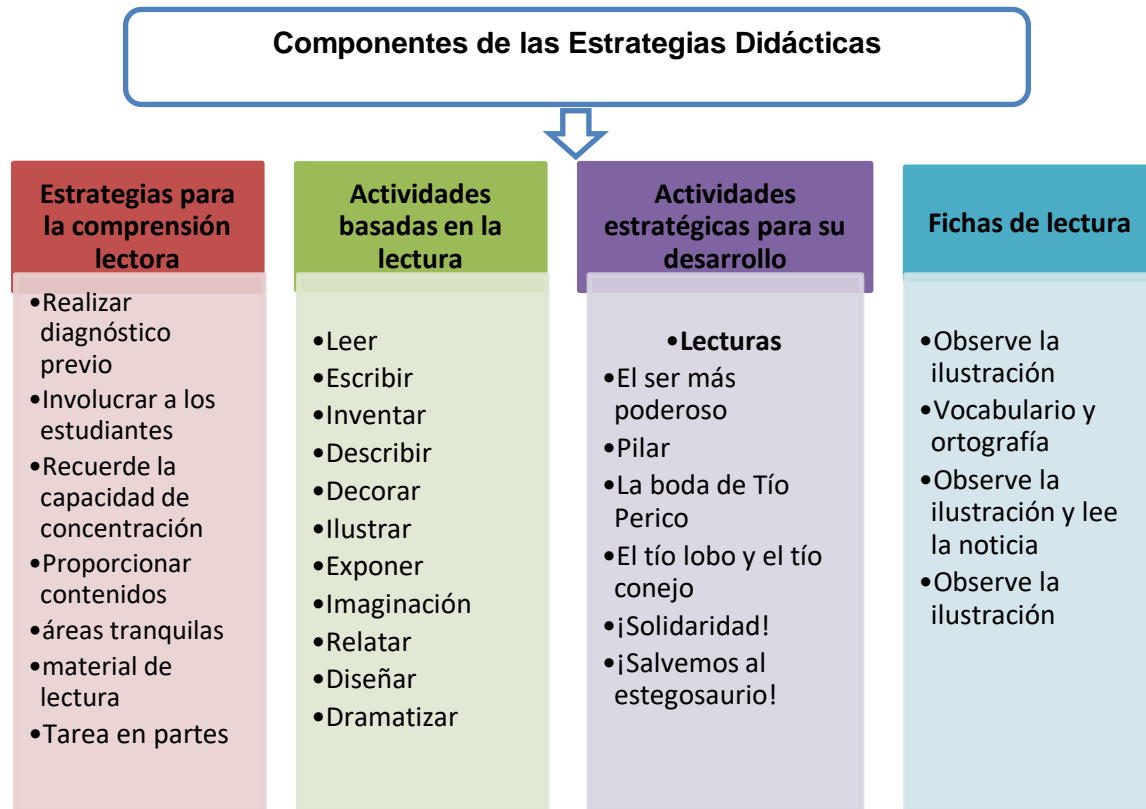 Componentes de las Estrategias Didácticas
Estrategias para
la comprensión
lectora
•Realizar
diagnóstico
previo
•Involucrar a los
estudiantes
•Recuerde la
capacidad de
concentración
•Proporcionar
contenidos
•áreas tranquilas
•material de
lectura
•Tarea en partes
Actividades
basadas en la
lectura
•Leer
•Escribir
•Inventar
•Describir
•Decorar
•Ilustrar
•Exponer
•Imaginación
•Relatar
•Diseñar
•Dramatizar
Actividades
estratégicas para su
desarrollo
•Lecturas
•El ser más
poderoso
•Pilar
•La boda de Tío
Perico
•El tío lobo y el tío
conejo
•¡Solidaridad!
•¡Salvemos al
estegosaurio!
Fichas de lectura
•Observe la
ilustración
•Vocabulario y
ortografía
•Observe la
ilustración y lee
la noticia
•Observe la
ilustración